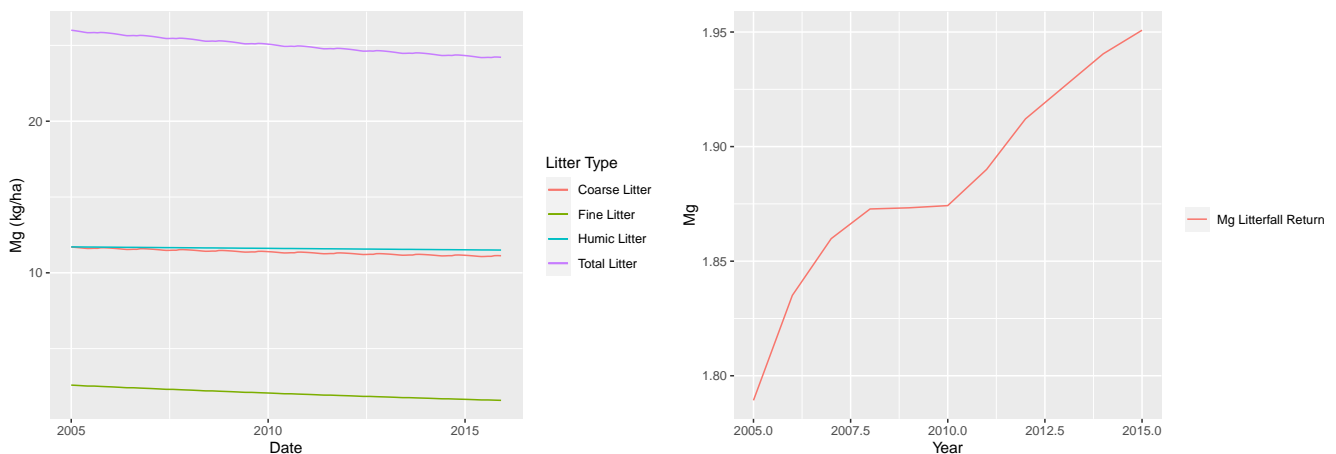 20
10
Mg (kg/ha)
2005
2010
2015
Date
Litter Type
Coarse Litter
Fine Litter
Humic Litter
Total Litter
1.95
1.90
1.85
1.80
Mg
2005.0
2007.5
2010.0
2012.5
2015.0
Year
Mg Litterfall Return